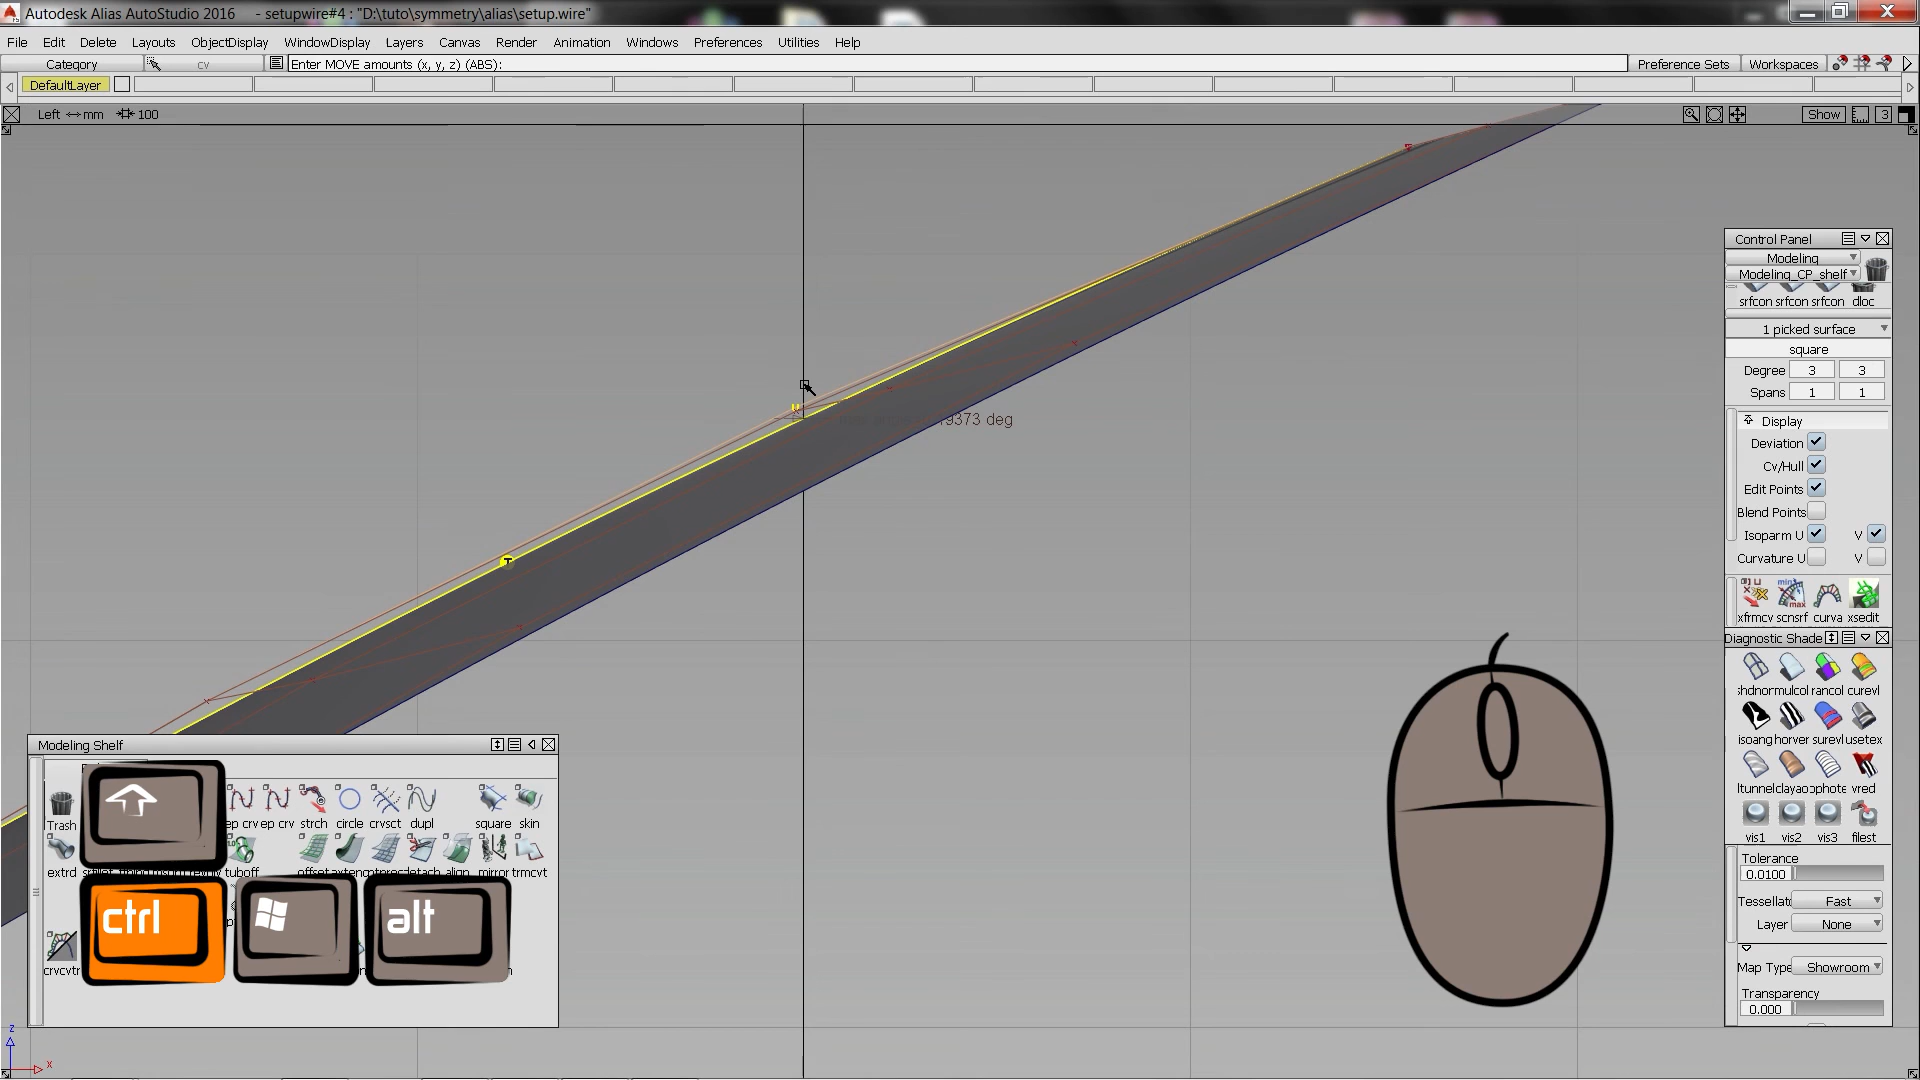 Autodesk Alias AutoStudio 2016 - setupwire#4 : "D:\tuto\symmetry\alias\setup.wire"
File Edit Delete Layouts ObjectDisplay WindowDisplay Layers Canvas Render Animation Windows Preferences Utilities Help
Category cv Enter MOVE amounts (x, y, z) (ABS): Preference Sets Workspaces
DefaultLayer
Left mm 100 Show 3
Control Panel
Modeling
Modeling_CP_shelf
srfcon srfcon srfcon dloc
1 picked surface
square
Degree 3 3
Spans 1 1
Display
Deviation
Cv/Hull
Edit Points
Blend Points
Isoparm U V
Curvature U V
xfrmcv scnsrf curva xsedit
Diagnostic Shade
mulcol rancol curevl
isoang horver surevl usetex
vred
vis1 vis2 vis3 filest
Tolerance
0.0100
Fast
Layer None
Map Type Showroom
Transparency
0.000
U
9373 deg
T
Modeling Shelf
Trash ep crv ep crv strch circle crvsct dupl square skin
extrd tuboff offset align mirror trmcvt
ctrl alt
z
x